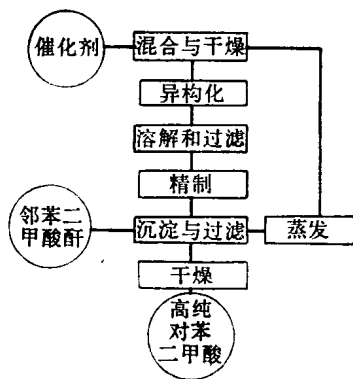 催化剂
混合与干燥
异构化
溶解和过滤
精制
邻苯二
甲酸酐
沉淀与过滤
蒸发
干燥
高纯
对苯
二甲酸